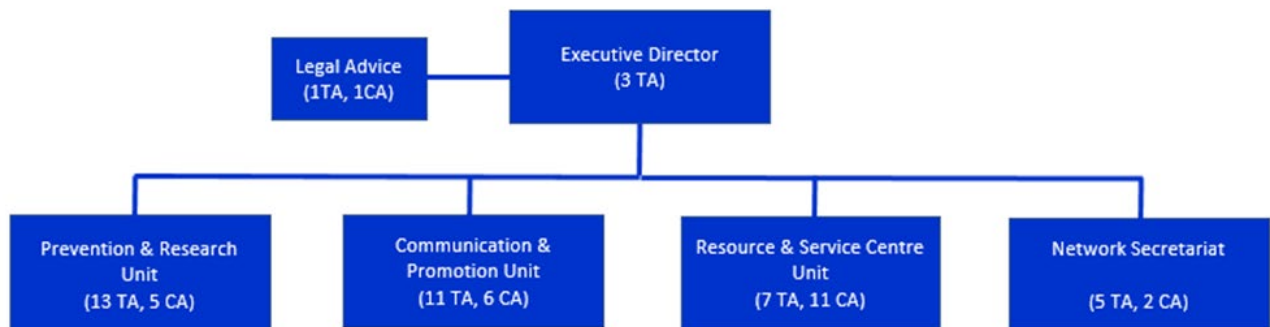 Executive Director
(3 TA)
Legal Advice
(1TA, 1CA)
Prevention & Research
Unit
(13 TA, 5 CA)
Communication &
Promotion Unit
(11 TA, 6 CA)
Resource & Service Centre
Unit
(7 TA, 11 CA)
Network Secretariat
(5 TA, 2 CA)